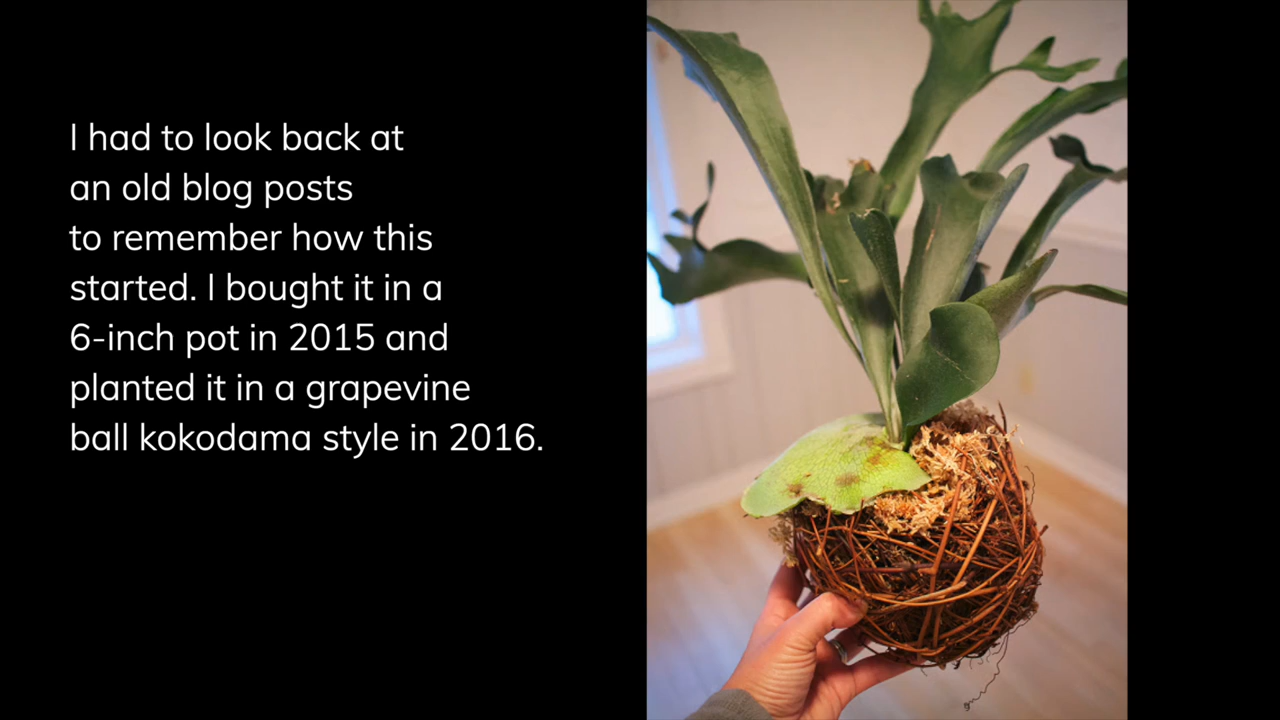 I had to look back at
an old blog posts
to remember how this
started. I bought it in a
6-inch pot in 2015 and
planted it in a grapevine
ball kokodama style in 2016.